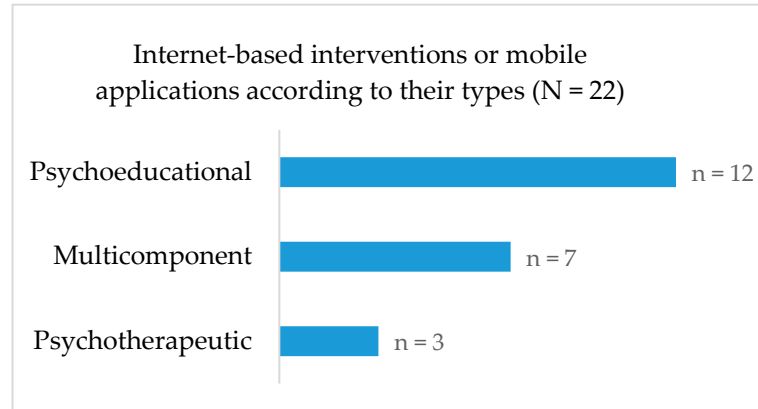 Internet-based interventions or mobile
applications according to their types (N = 22)
Psychoeducational n = 12
Multicomponent n = 7
Psychotherapeutic n = 3